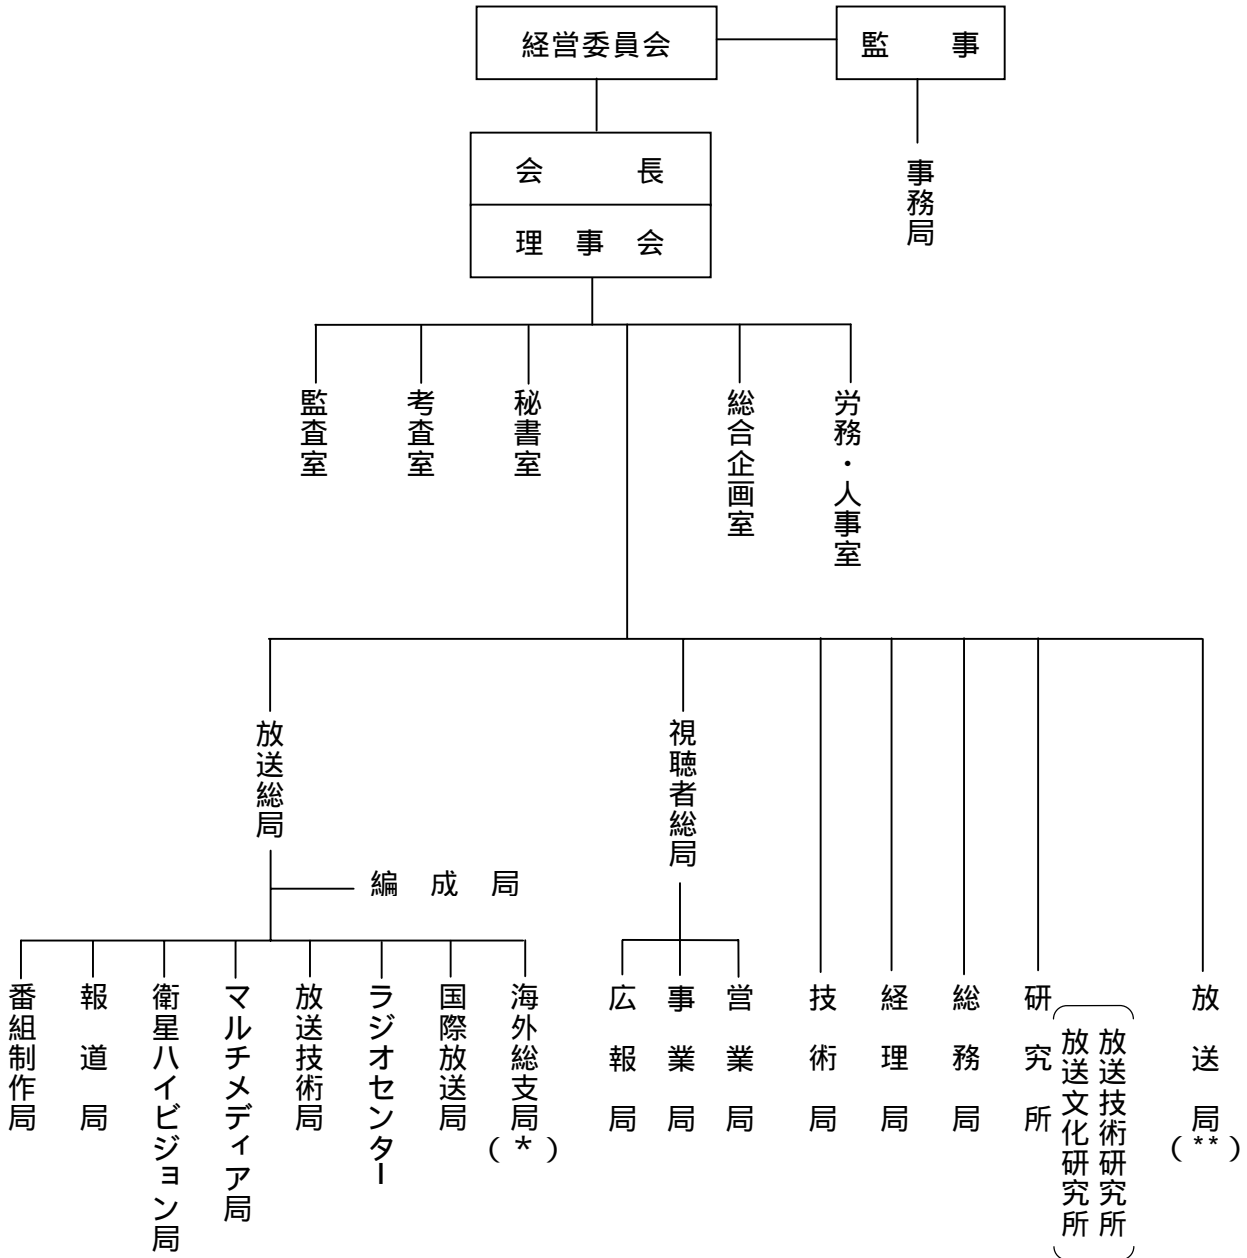 経営委員会
監　事
会　長
理事会
事務局
監査室
考査室
秘書室
総合企画室
労務・人事室
放送総局
視聴者総局
編成局
番組制作局
報道局
衛星ハイビジョン局
マルチメディア局
放送技術局
ラジオセンター
国際放送局
海外総支局
(*)
広報局
事業局
営業局
技術局
経理局
総務局
研究所
放送技術研究所
放送文化研究所
放送局
(**)